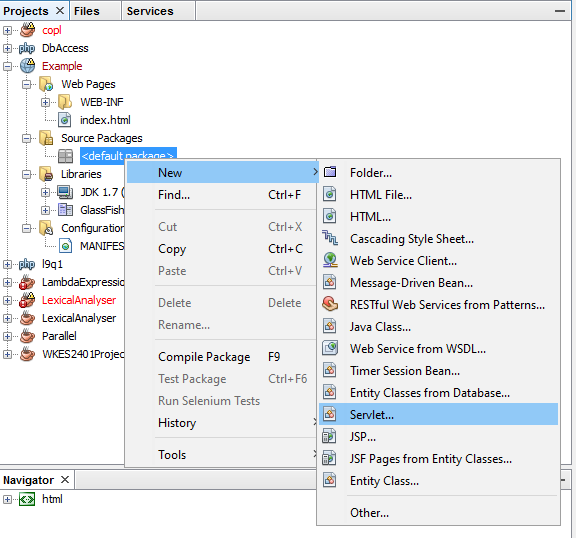 Projects X Files Services
copl
DbAccess
Example
Web Pages
WEB-INF
index.html
Source Packages
<default package>
Libraries
JDK 1.7 (
GlassFish
Configuration
MANIFES
l9q1
LambdaExpression
LexicalAnalyser
LexicalAnalyser
Parallel
WKES2401Project
New
Find... Ctrl+F
Cut Ctrl+X
Copy Ctrl+C
Paste Ctrl+V
Delete Delete
Rename...
Compile Package F9
Test Package Ctrl+F6
Run Selenium Tests
History
Tools
Folder...
HTML File...
HTML...
Cascading Style Sheet...
Web Service Client...
Message-Driven Bean...
RESTful Web Services from Patterns...
Java Class...
Web Service from WSDL...
Timer Session Bean...
Entity Classes from Database...
Servlet...
JSP...
JSF Pages from Entity Classes...
Entity Class...
Other...
Navigator X
html